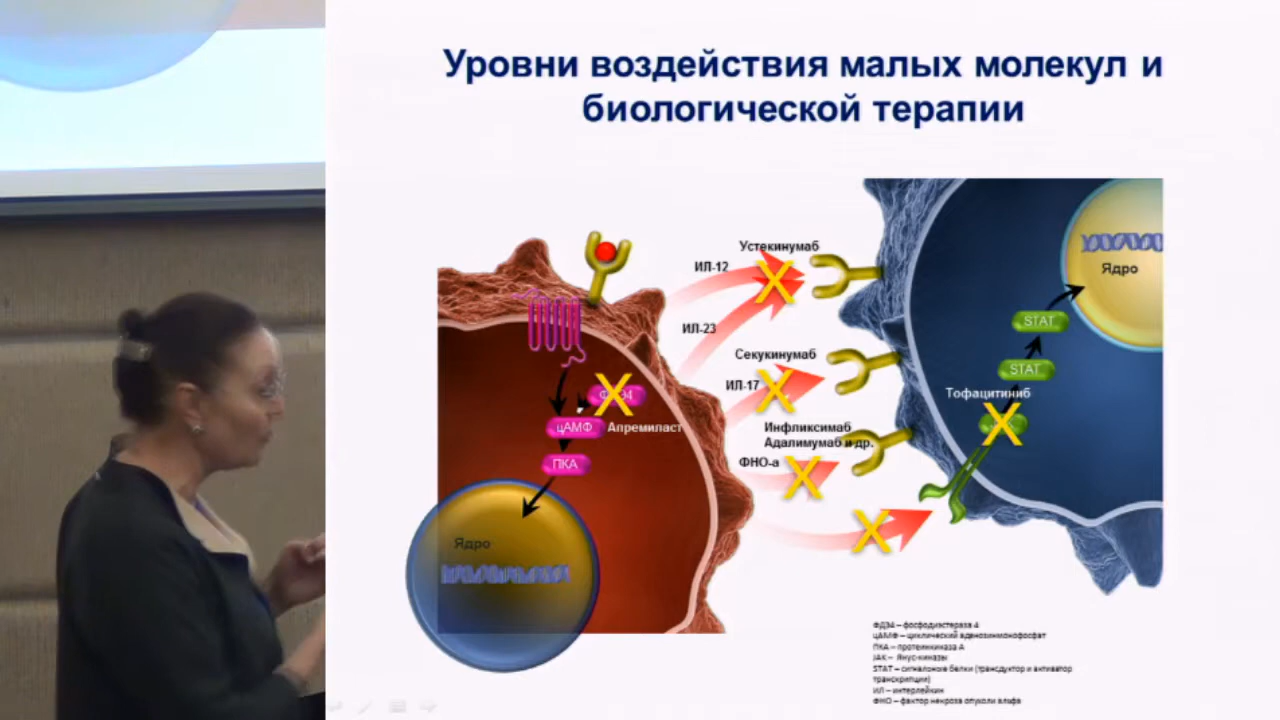 Уровни воздействия малых молекул и
биологической терапии
Устекинумаб
ИЛ-12
ИЛ-23
Секукинумаб
ИЛ-17
Инфликсимаб
Адалимумаб и др.
ФНО-а
Апремиласт
цАМФ
ПКА
Ядро
Ядро
STAT
STAT
Тофацитиниб
ФДЭ4 – фосфодиэстераза 4
цАМФ – циклический аденозинмонофосфат
ПКА – протеинкиназа А
JAK – Янус-киназы
STAT – сигнальные белки (трансдуктор и активатор
транскрипции)
ИЛ – интерлейкин
ФНО – фактор некроза опухоли альфа